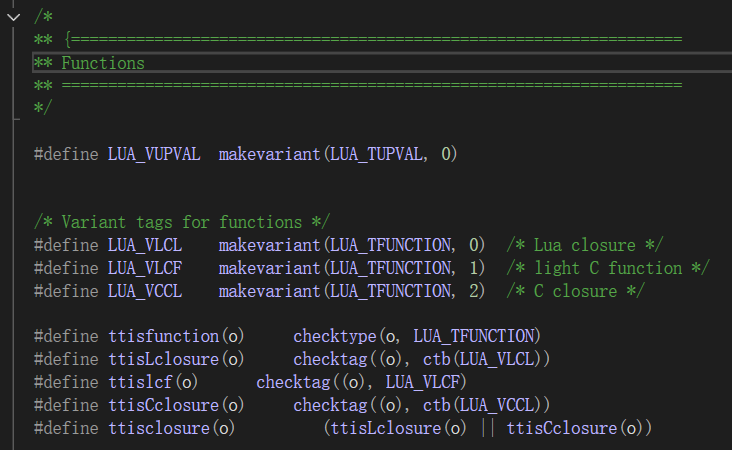 /*
** {==================================================================
** Functions
** ===================================================================
*/
#define LUA_VUPVAL  makevariant(LUA_TUPVAL, 0)
/* Variant tags for functions */
#define LUA_VLCL    makevariant(LUA_TFUNCTION, 0)  /* Lua closure */
#define LUA_VLCF    makevariant(LUA_TFUNCTION, 1)  /* light C function */
#define LUA_VCCL    makevariant(LUA_TFUNCTION, 2)  /* C closure */
#define ttisfunction(o)     checktype(o, LUA_TFUNCTION)
#define ttisLclosure(o)     checktag((o), ctb(LUA_VLCL))
#define ttislcf(o)      checktag((o), LUA_VLCF)
#define ttisCclosure(o)     checktag((o), ctb(LUA_VCCL))
#define ttisclosure(o)         (ttisLclosure(o) || ttisCclosure(o))